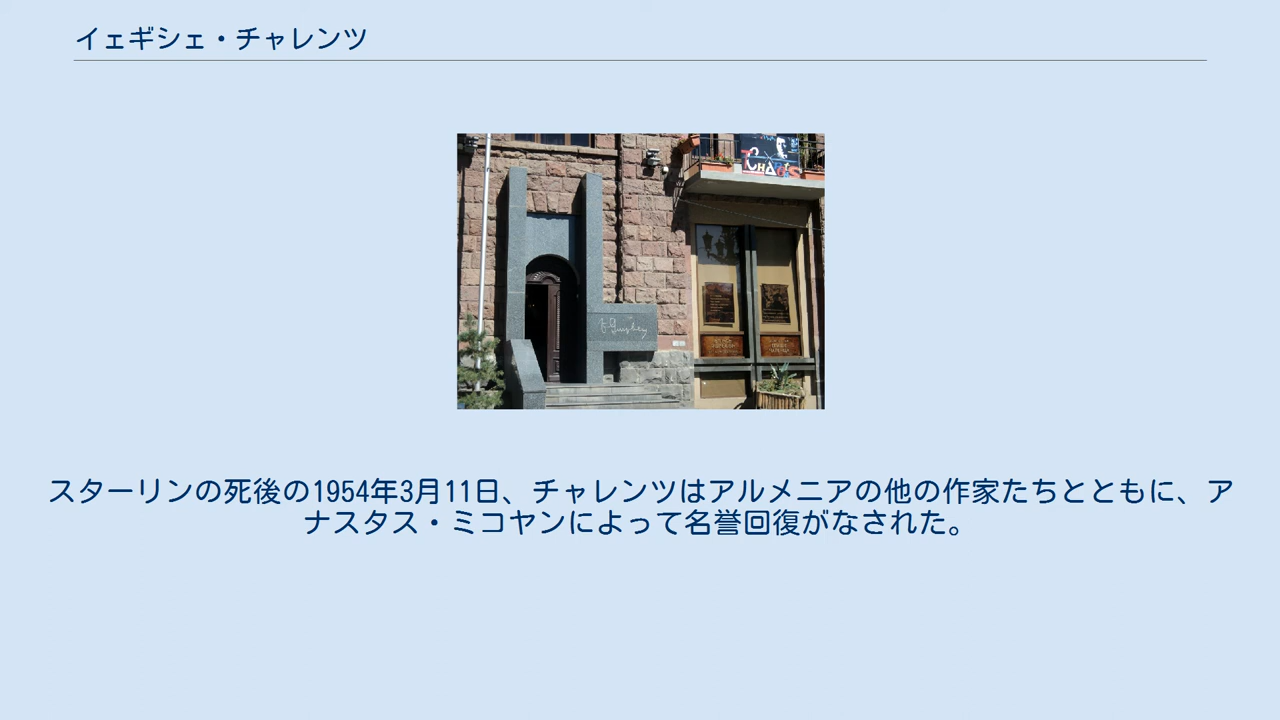 イェギシェ・チャレンツ
スターリンの死後の1954年3月11日、チャレンツはアルメニアの他の作家たちとともに、ア
ナスタス・ミコヤンによって名誉回復がなされた。